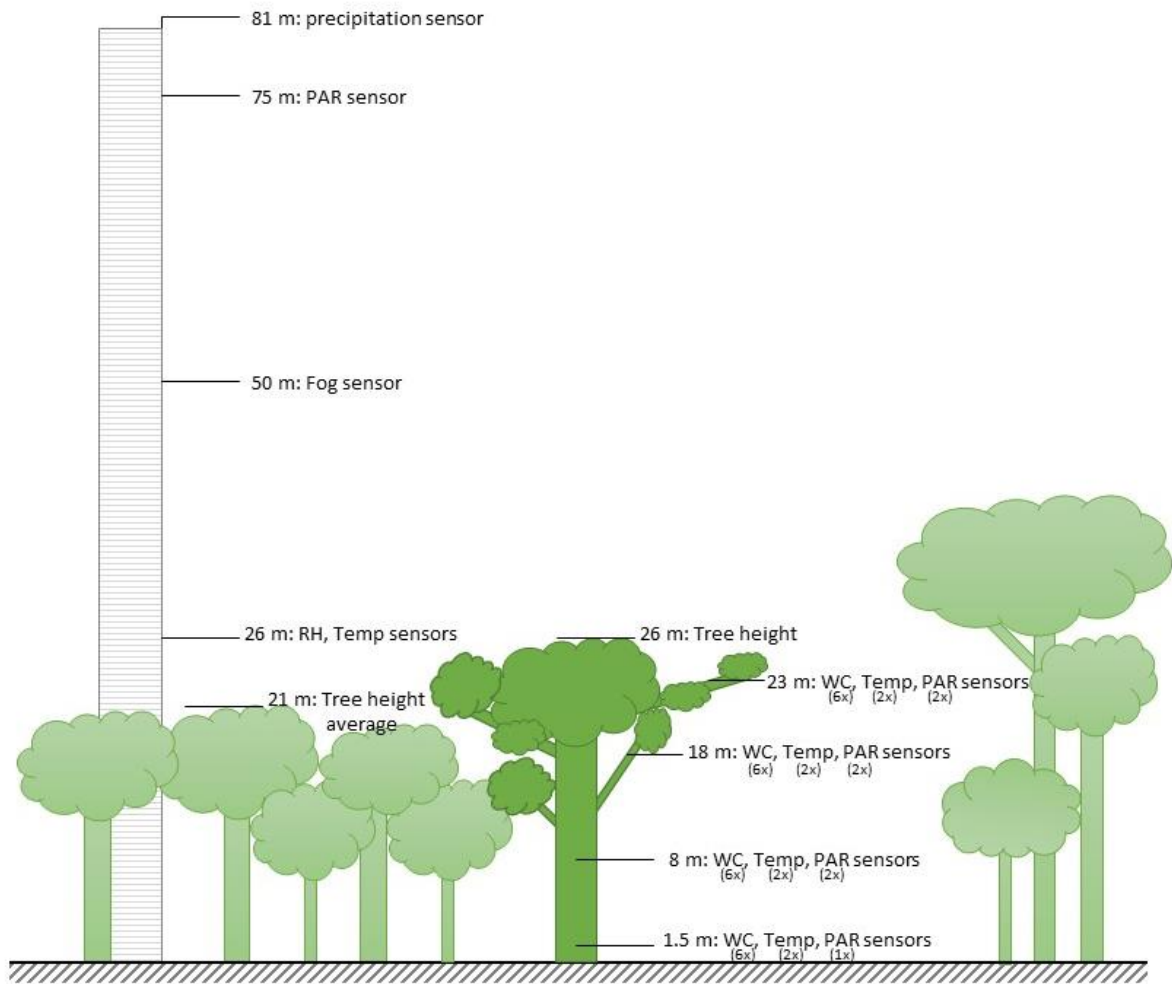 81 m: precipitation sensor
75 m: PAR sensor
50 m: Fog sensor
26 m: RH, Temp sensors
26 m: Tree height
21 m: Tree height
average
23 m: WC, Temp, PAR sensors
(6x) (2x) (2x)
18 m: WC, Temp, PAR sensors
(6x) (2x) (2x)
8 m: WC, Temp, PAR sensors
(6x) (2x) (2x)
1.5 m: WC, Temp, PAR sensors
(6x) (2x) (1x)